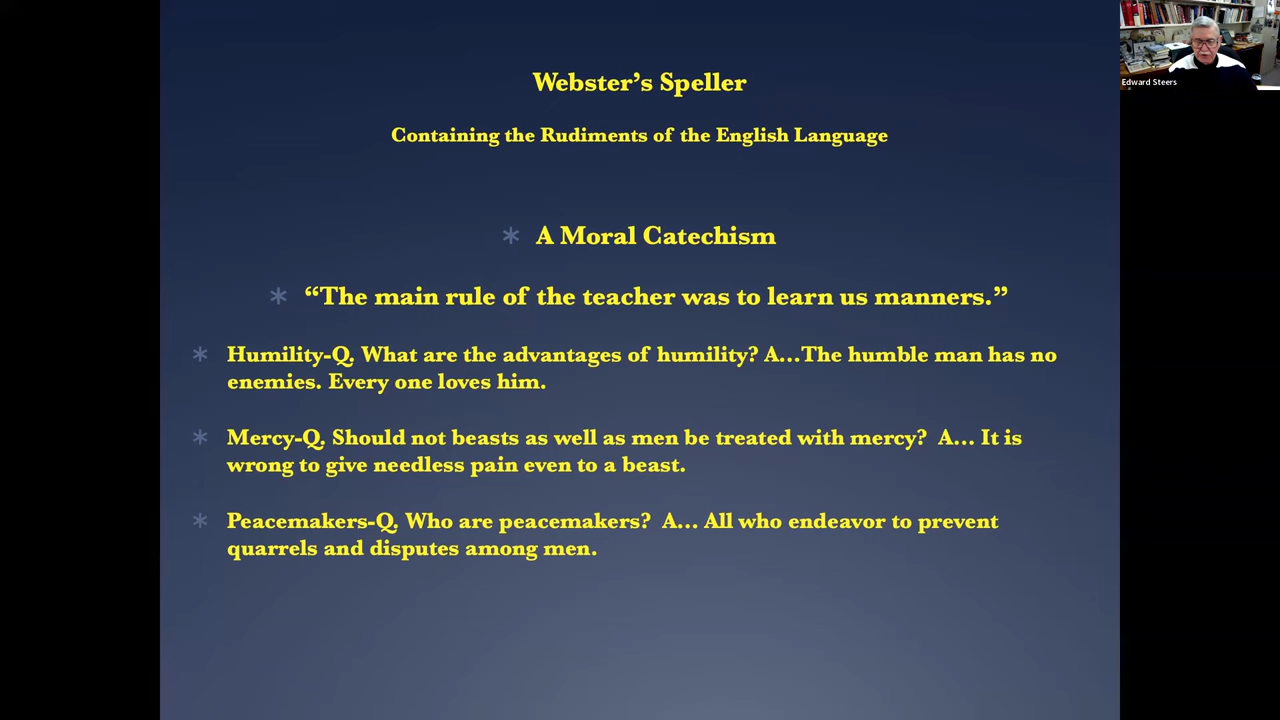 Webster’s Speller
Containing the Rudiments of the English Language
A Moral Catechism
“The main rule of the teacher was to learn us manners.”
Humility-Q. What are the advantages of humility? A...The humble man has no
enemies. Every one loves him.
Mercy-Q. Should not beasts as well as men be treated with mercy?  A... It is
wrong to give needless pain even to a beast.
Peacemakers-Q. Who are peacemakers?  A... All who endeavor to prevent
quarrels and disputes among men.
Edward Steers